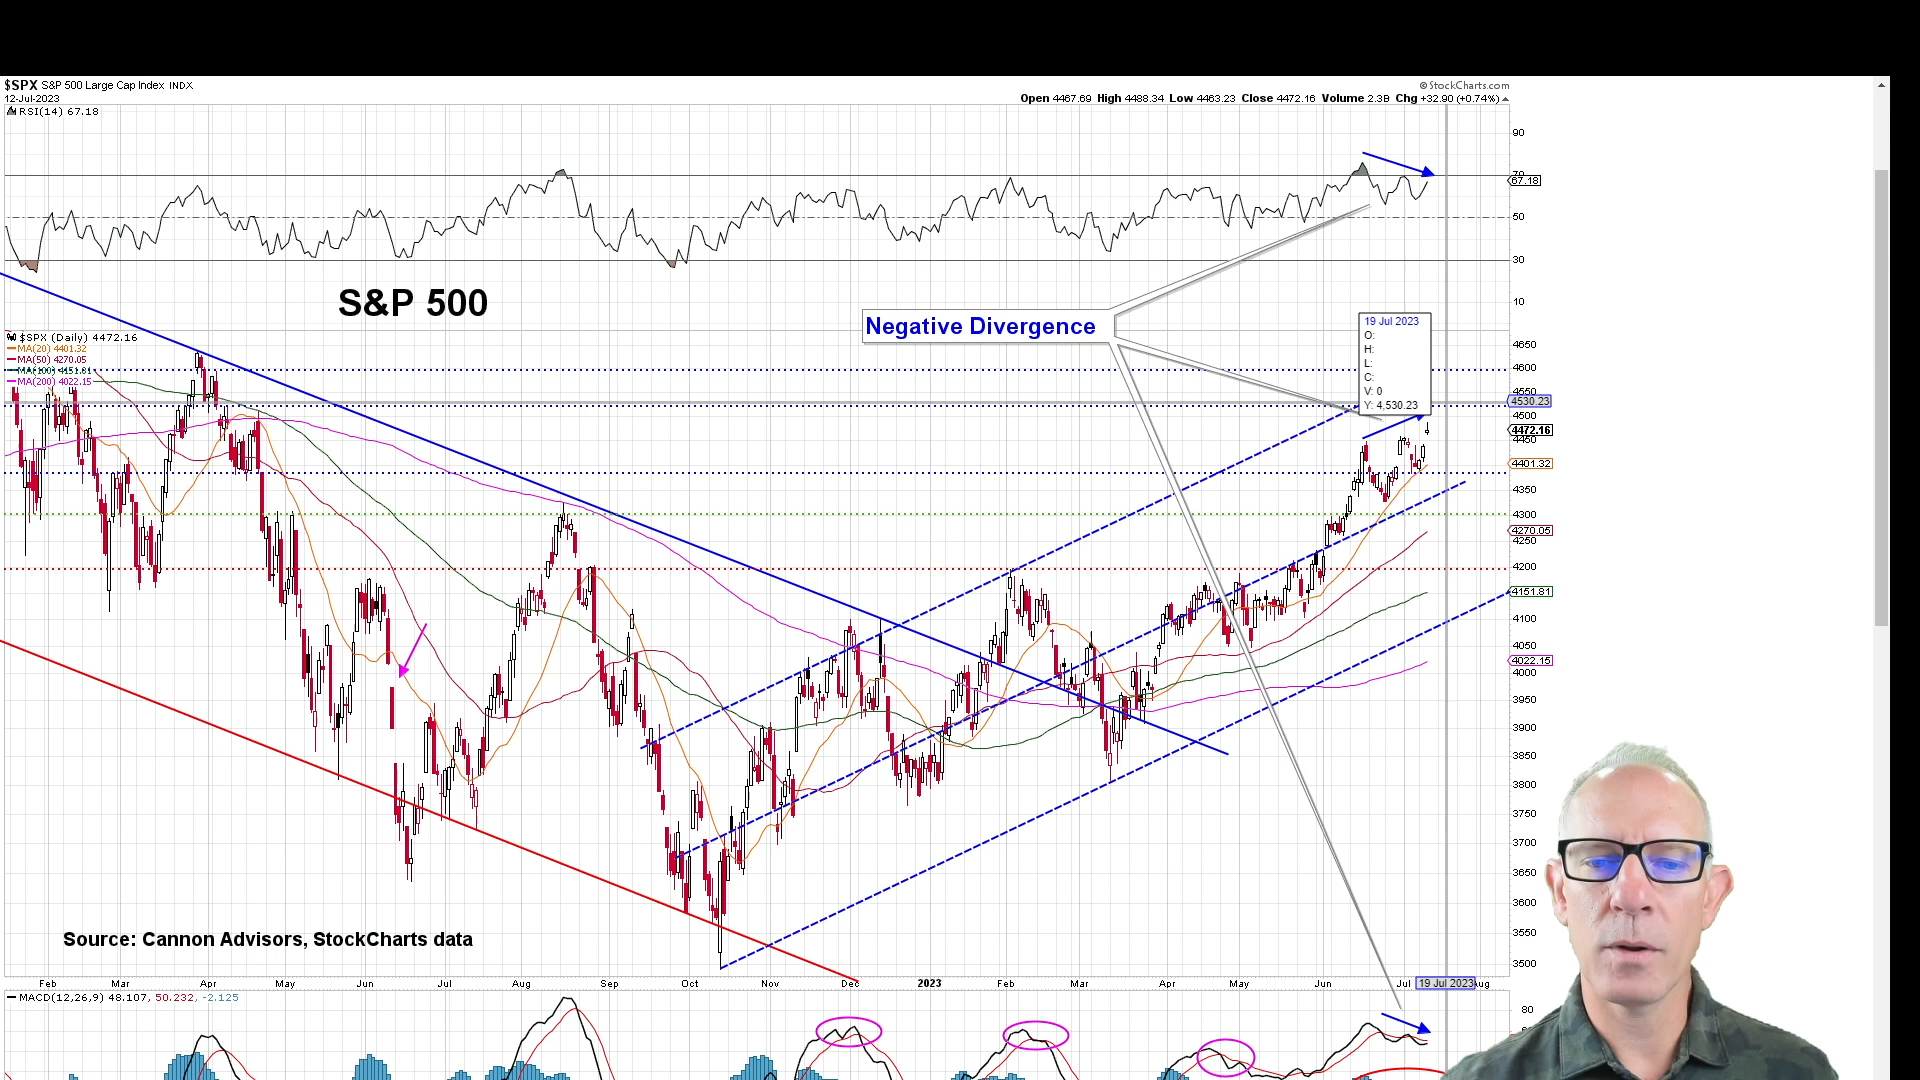 $SPX S&P 500 Large Cap Index INDX
© StockCharts.com
12-Jul-2023
Open 4467.69 High 4488.34 Low 4463.23 Close 4472.16 Volume 2.3B Chg +32.90 (+0.74%)
RSI(14) 67.18
90
70
67.18
50
30
10
S&P 500
Negative Divergence
19 Jul 2023
O:
H:
L:
C:
V: 0
Y: 4,530.23
$SPX (Daily) 4472.16
MA(20) 4401.32
MA(50) 4270.05
MA(100) 4151.81
MA(200) 4022.15
4650
4600
4550
4530.23
4500
4472.16
4450
4401.32
4350
4300
4270.05
4250
4200
4151.81
4100
4050
4022.15
4000
3950
3900
3850
3800
3750
3700
3650
3600
3550
3500
Source: Cannon Advisors, StockCharts data
Feb Mar Apr May Jun Jul Aug Sep Oct Nov Dec 2023 Feb Mar Apr May Jun Jul 19 Jul 2023 Aug
MACD(12,26,9) 48.107, 50.232, -2.125
80